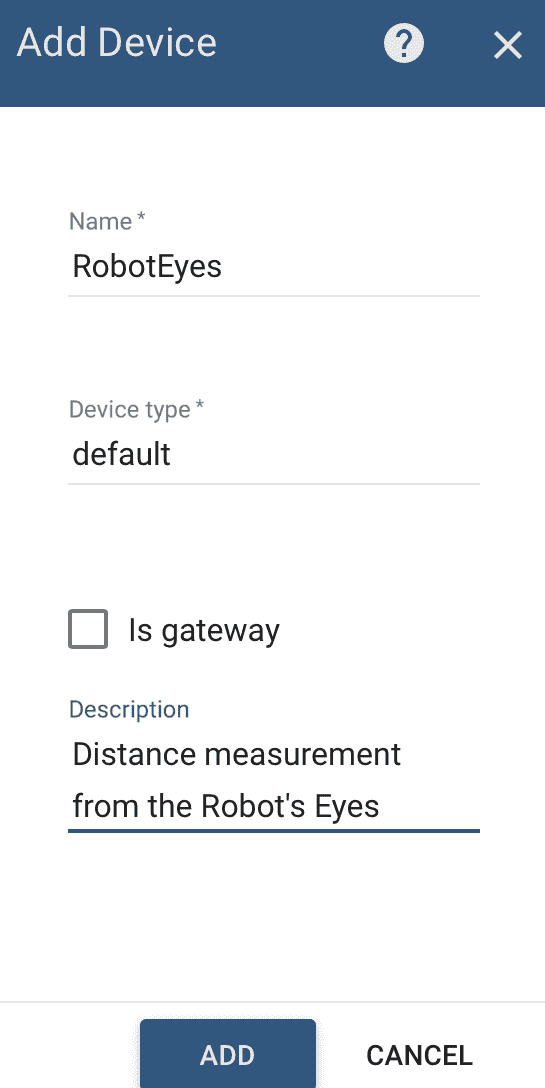 Add Device
Name *
RobotEyes
Device type *
default
Is gateway
Description
Distance measurement
from the Robot's Eyes
ADD CANCEL